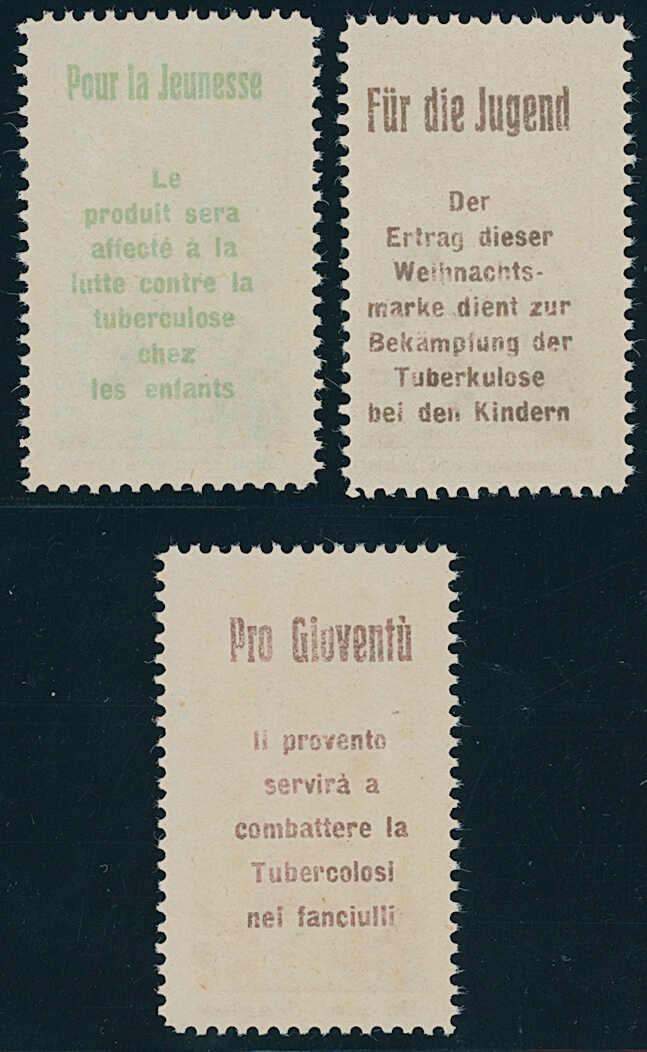 Pour la Jeunesse
Le
produit sera
affecté à la
lutte contre la
tuberculose
chez
les enfants
Für die Jugend
Der
Ertrag dieser
Weihnachts-
marke dient zur
Bekämpfung der
Tuberkulose
bei den Kindern
Pro Gioventù
Il provento
servirà a
combattere la
Tubercolosi
nei fanciulli